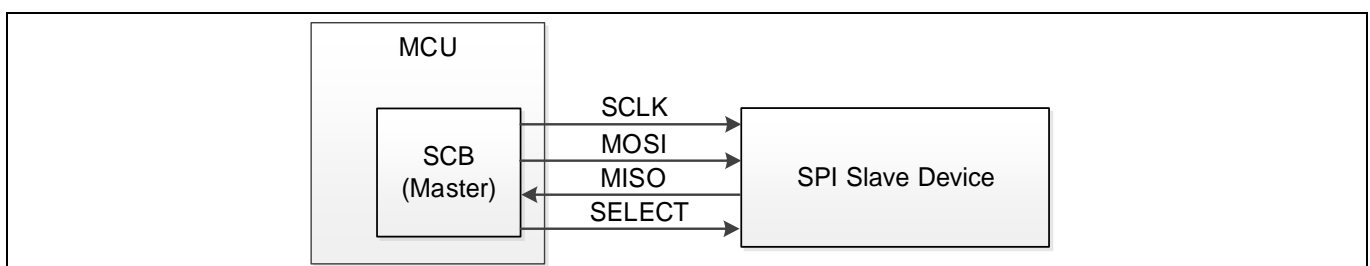 MCU
SCB
(Master)
SCLK
MOSI
MISO
SELECT
SPI Slave Device